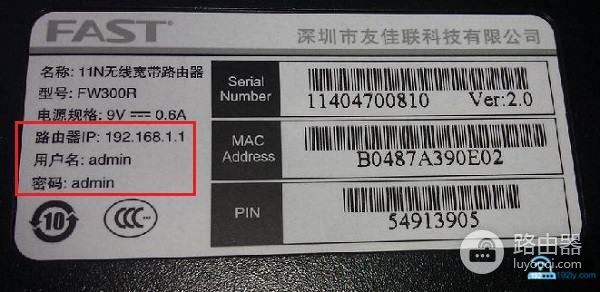 FAST®
深圳市友佳联科技有限公司
名称: 11N无线宽带路由器
型号: FW300R
电源规格: 9V 0.6A
路由器IP: 192.168.1.1
用户名: admin
密码: admin
10
CCC
Serial Number
11404700810 Ver:2.0
MAC Address
B0487A390E02
PIN
54913905
路由器
luyouqi.com